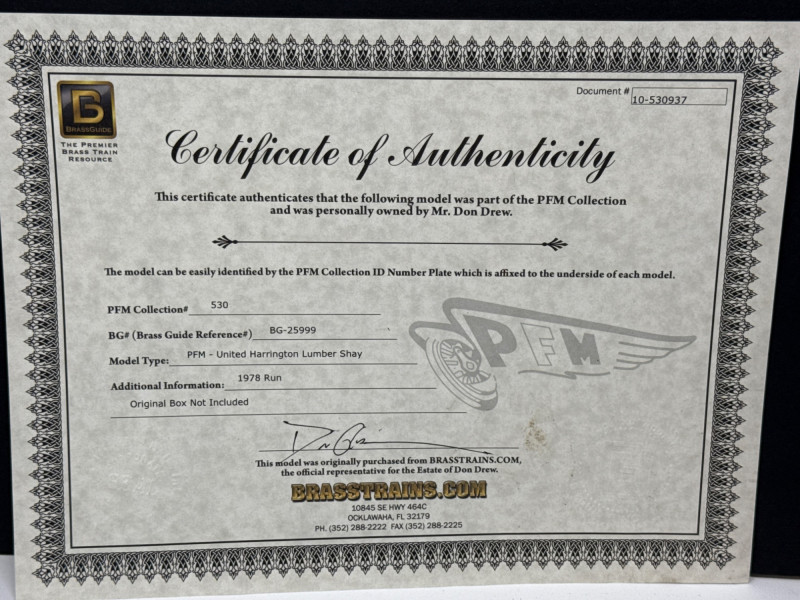 Document # 10-530937
B
BRASSGUIDE
THE PREMIER
BRASS TRAIN
RESOURCE
Certificate of Authenticity
This certificate authenticates that the following model was part of the PFM Collection
and was personally owned by Mr. Don Drew.
The model can be easily identified by the PFM Collection ID Number Plate which is affixed to the underside of each model.
PFM Collection# 530
BG# (Brass Guide Reference#) BG-25999
Model Type: PFM - United Harrington Lumber Shay
Additional Information: 1978 Run
Original Box Not Included
PFM
This model was originally purchased from BRASSTRAINS.COM,
the official representative for the Estate of Don Drew.
BRASSTRAINS.COM
10845 SE HWY 464C
OCKLAWAHA, FL 32179
PH. (352) 288-2222 FAX (352) 288-2225